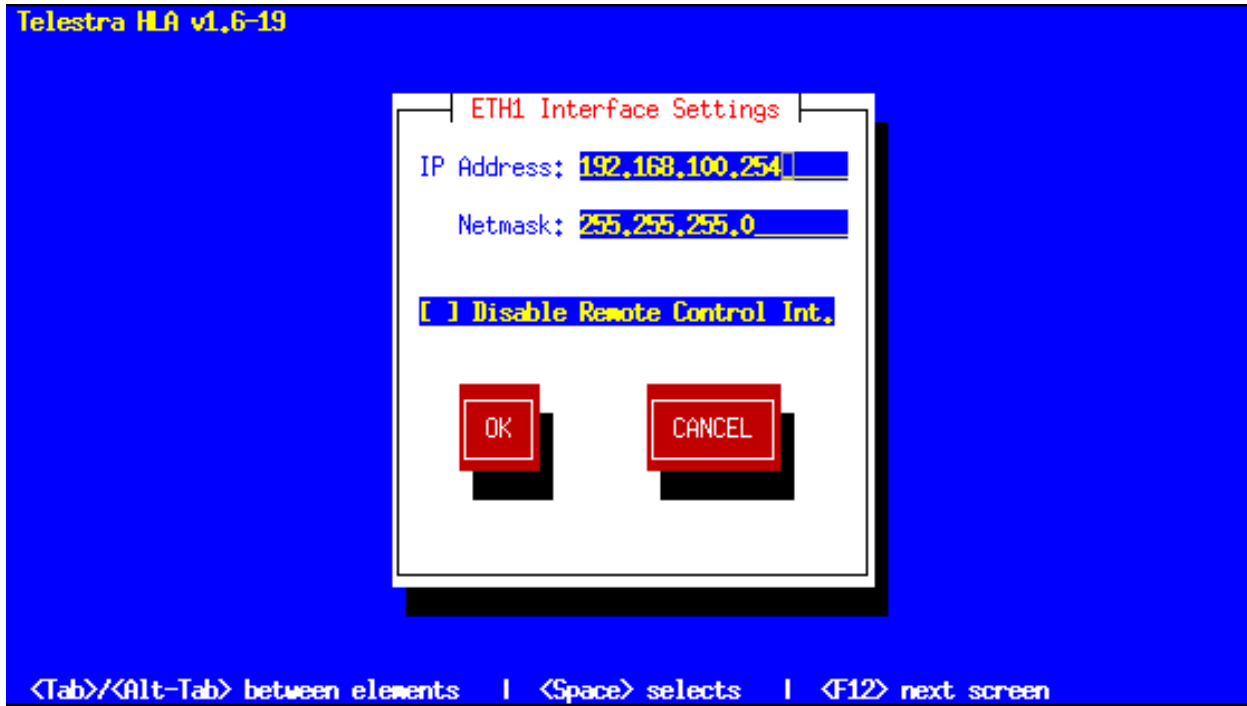 Telestra HLA v1.6-19
ETH1 Interface Settings
IP Address: 192.168.100.254
Netmask: 255.255.255.0
[ ] Disable Remote Control Int.
OK CANCEL
<Tab>/<Alt-Tab> between elements | <Space> selects | <F12> next screen